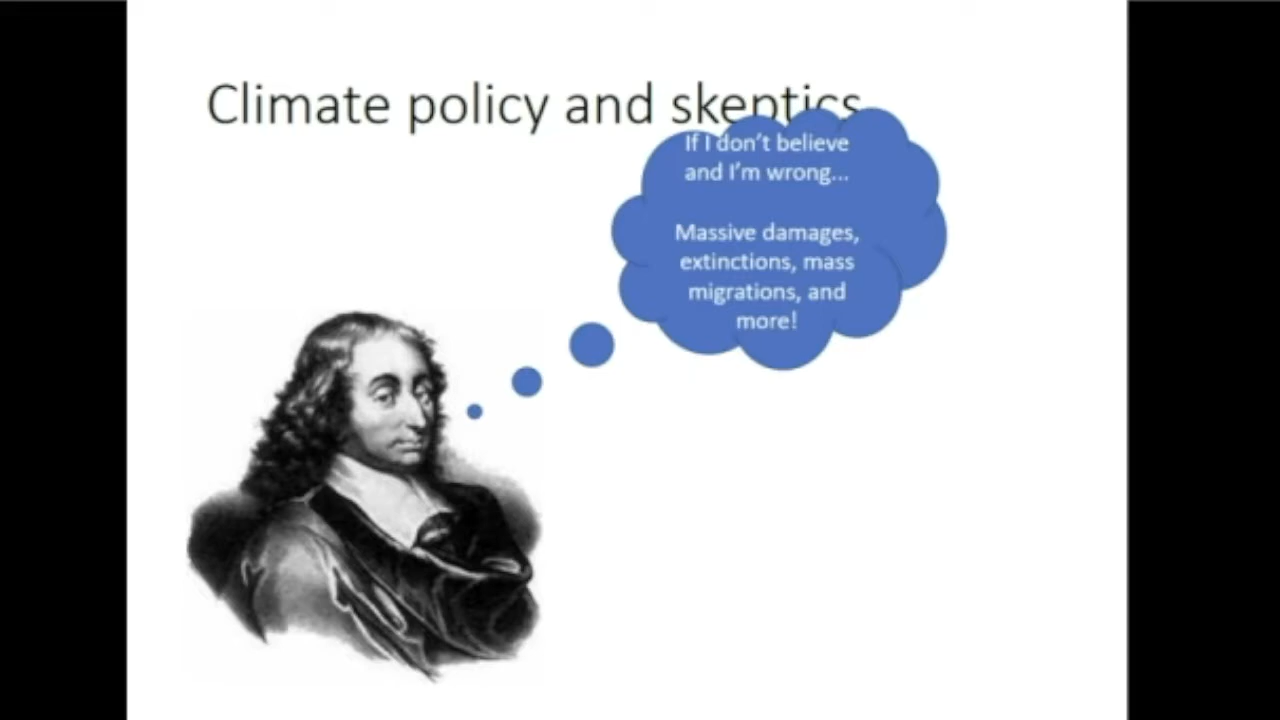 Climate policy and skeptics
If I don't believe
and I'm wrong...
Massive damages,
extinctions, mass
migrations, and
more!